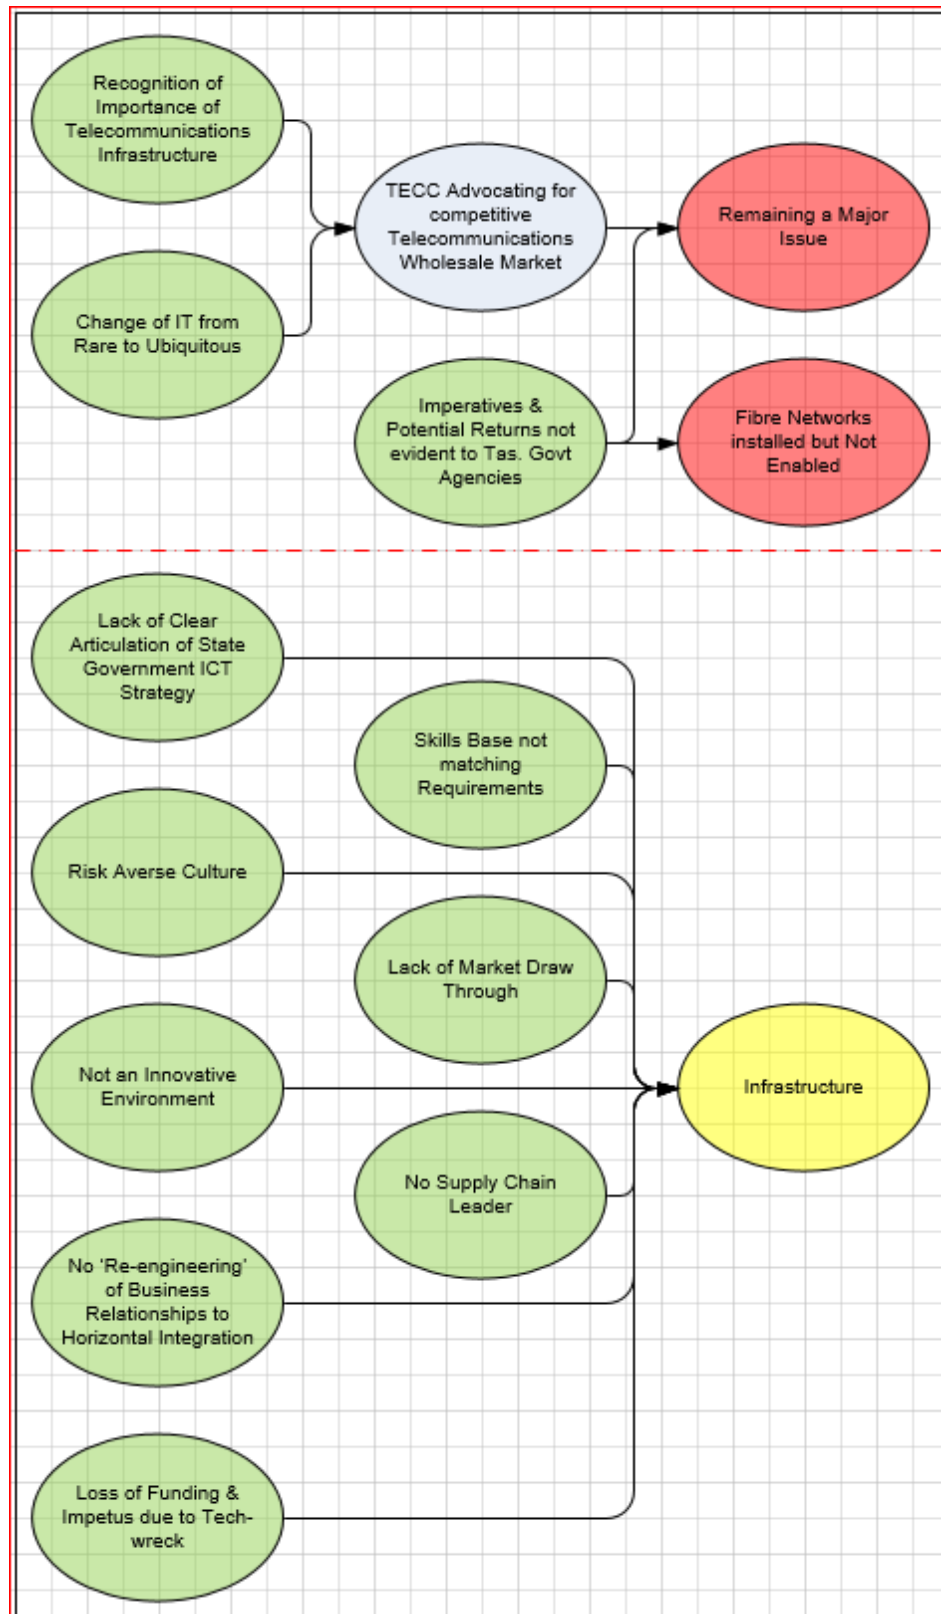 Recognition of
Importance of
Telecommunications
Infrastructure
TECC Advocating for
competitive
Telecommunications
Wholesale Market
Remaining a Major
Issue
Change of IT from
Rare to Ubiquitous
Imperatives &
Potential Returns not
evident to Tas. Govt
Agencies
Fibre Networks
installed but Not
Enabled
Lack of Clear
Articulation of State
Government ICT
Strategy
Skills Base not
matching
Requirements
Risk Averse Culture
Lack of Market Draw
Through
Not an Innovative
Environment
Infrastructure
No Supply Chain
Leader
No 'Re-engineering'
of Business
Relationships to
Horizontal Integration
Loss of Funding &
Impetus due to Tech-
wreck